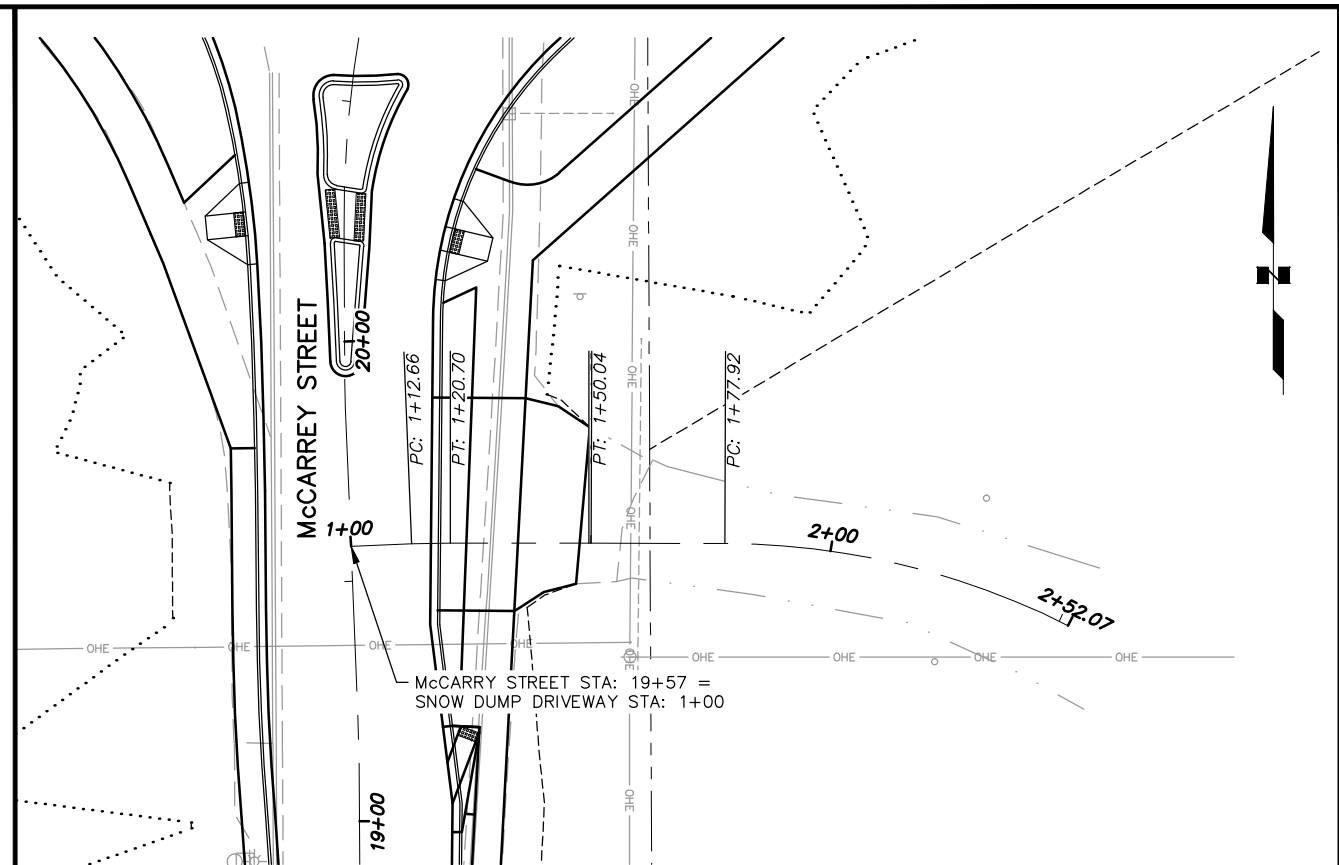 OHE
OHE
McCARREY STREET
20+00
PC: 1+12.66
PT: 1+20.70
PT: 1+50.04
PC: 1+77.92
OHE
1+00
OHE
2+00
2+52.07
OHE
OHE
OHE
OHE
OHE
OHE
OHE
OHE
OHE
McCARRY STREET STA: 19+57 =
SNOW DUMP DRIVEWAY STA: 1+00
19+00
OHE
N